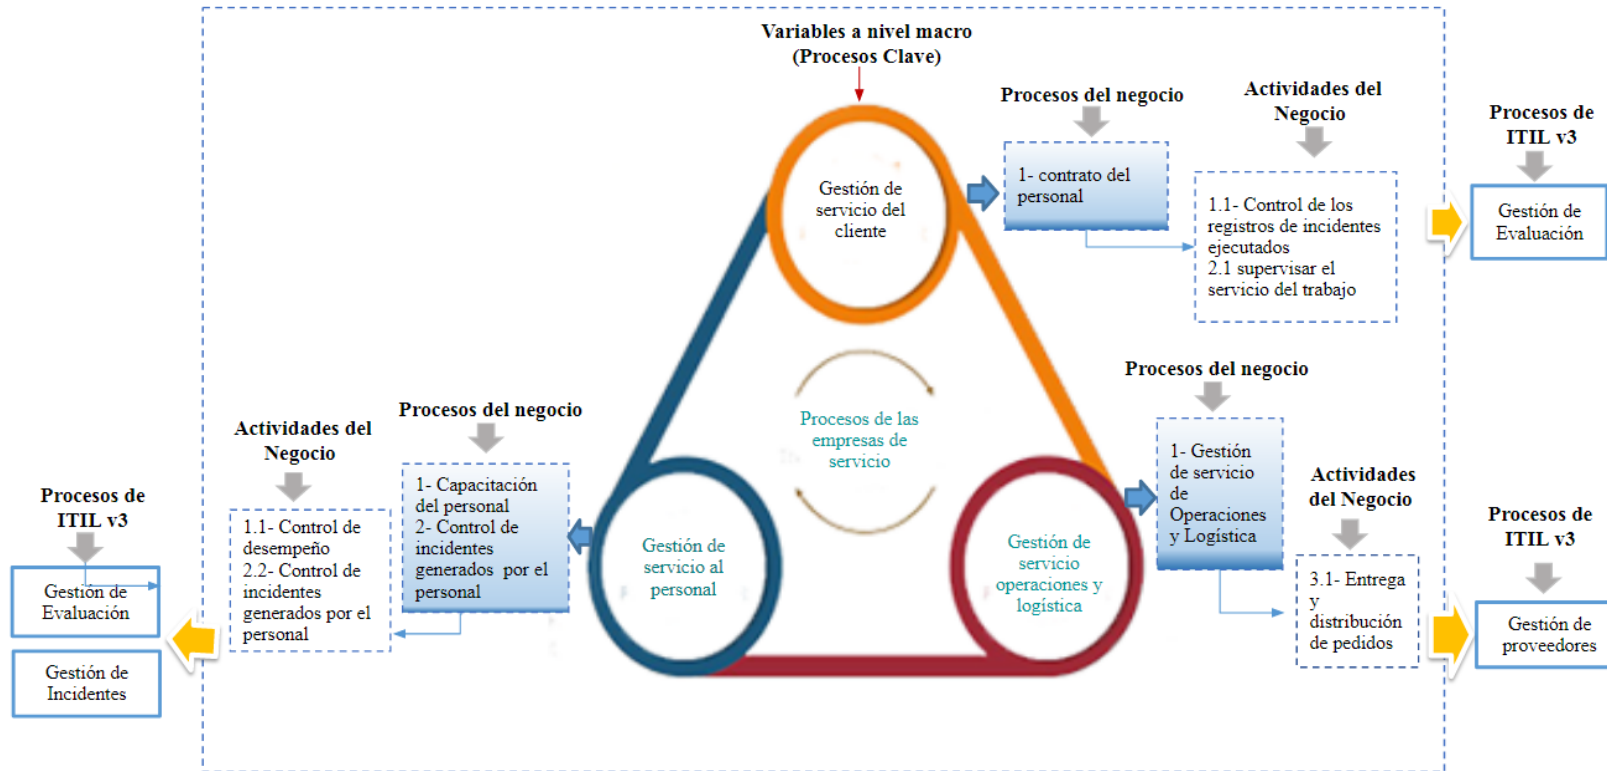 Variables a nivel macro
(Procesos Clave)
Gestión de
servicio del
cliente
Procesos del negocio
1- contrato del
personal
Actividades del
Negocio
1.1- Control de los
registros de incidentes
ejecutados
2.1 supervisar el
servicio del trabajo
Procesos de
ITIL v3
Gestión de
Evaluación
Procesos de las
empresas de
servicio
Procesos del negocio
1- Gestión
de servicio
de
Operaciones
y Logística
Actividades
del Negocio
3.1- Entrega
y
distribución
de pedidos
Procesos de
ITIL v3
Gestión de
proveedores
Gestión de
servicio
operaciones y
logística
Gestión de
servicio al
personal
Procesos del negocio
1- Capacitación
del personal
2- Control de
incidentes
generados por el
personal
Actividades del
Negocio
1.1- Control de
desempeño
2.2- Control de
incidentes
generados por el
personal
Procesos de
ITIL v3
Gestión de
Evaluación
Gestión de
Incidentes